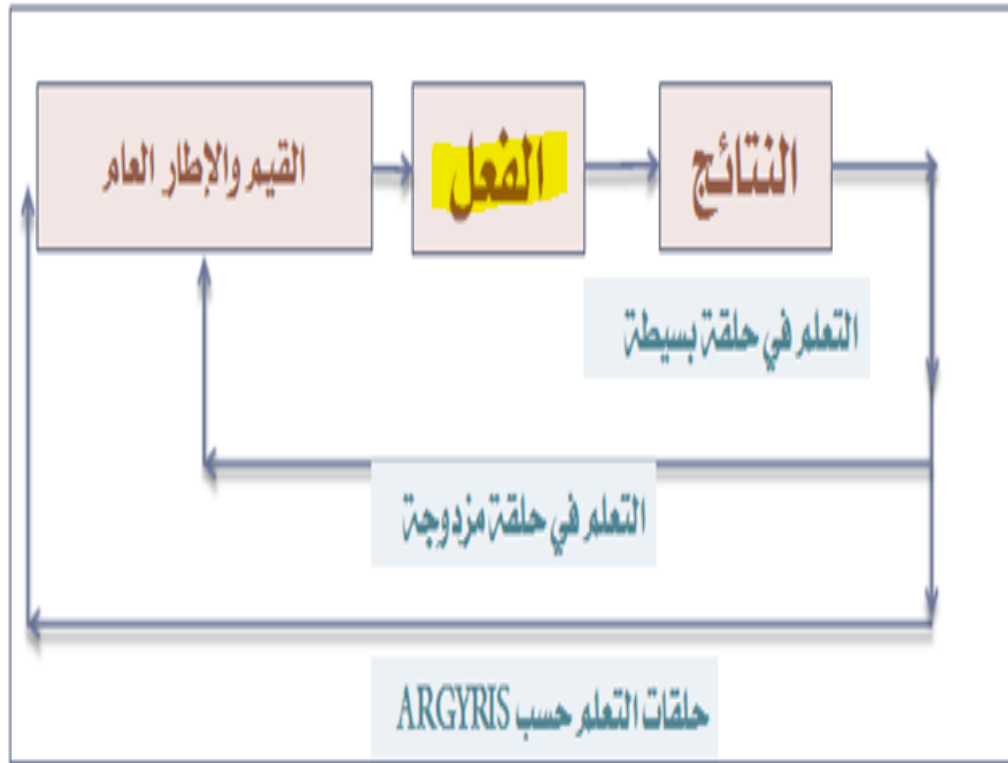 القيم والإطار العام
الفعل
النتائج
التعلم في حلقة بسيطة
التعلم في حلقة مزدوجة
حلقات التعلم حسب ARGYRIS